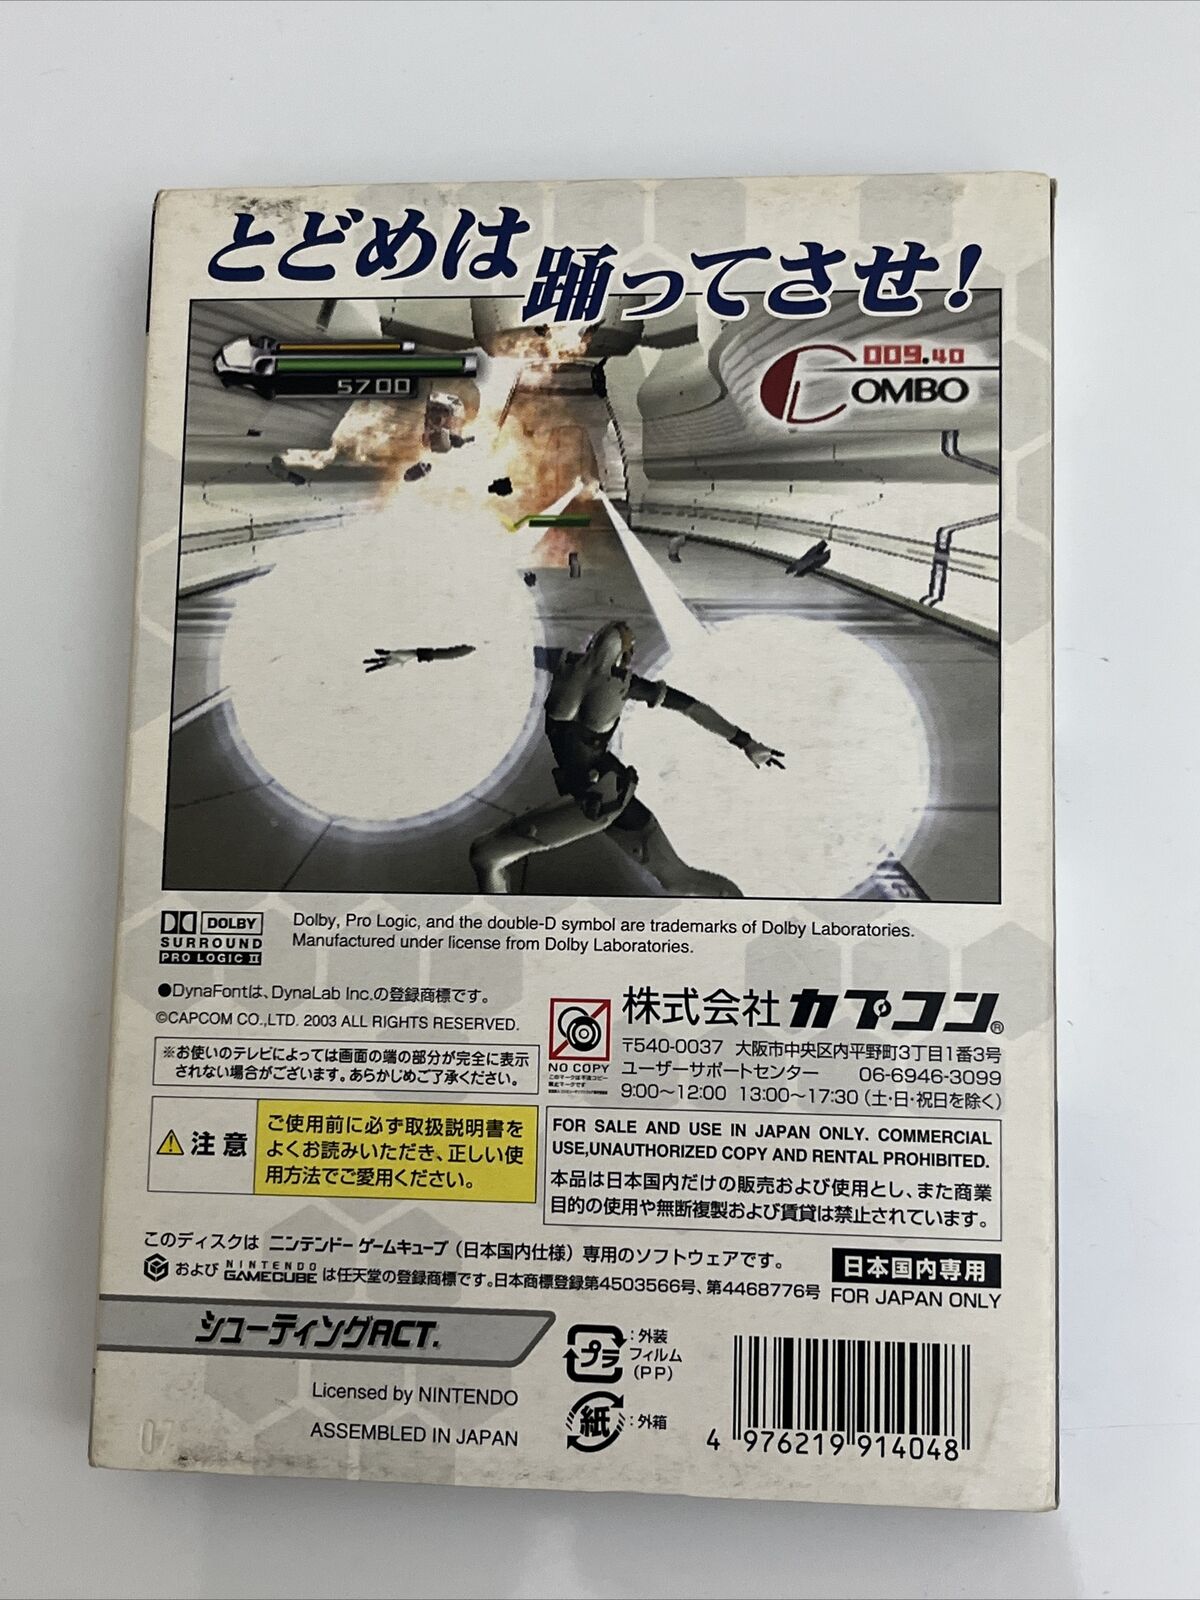 とどめは踊ってさせ!
5700
009.40
COMBO
DOLBY
SURROUND
PRO LOGIC II
Dolby, Pro Logic, and the double-D symbol are trademarks of Dolby Laboratories.
Manufactured under license from Dolby Laboratories.
●DynaFontは、DynaLab Inc.の登録商標です。
©CAPCOM CO.,LTD. 2003 ALL RIGHTS RESERVED.
※お使いのテレビによっては画面の端の部分が完全に表示
されない場合がございます。あらかじめご了承ください。
注意
ご使用前に必ず取扱説明書を
よくお読みいただき、正しい使
用方法でご愛用ください。
NO COPY
株式会社カプコン®
〒540-0037 大阪市中央区内平野町3丁目1番3号
ユーザーサポートセンター 06-6946-3099
9:00~12:00 13:00~17:30(土・日・祝日を除く)
FOR SALE AND USE IN JAPAN ONLY. COMMERCIAL
USE,UNAUTHORIZED COPY AND RENTAL PROHIBITED.
本品は日本国内だけの販売および使用とし、また商業
目的の使用や無断複製および賃貸は禁止されています。
このディスクは ニンテンドーゲームキューブ(日本国内仕様)専用のソフトウェアです。
および NINTENDO GAMECUBE は任天堂の登録商標です。日本商標登録第4503566号、第4468776号
日本国内専用
FOR JAPAN ONLY
シューティングACT.
Licensed by NINTENDO
ASSEMBLED IN JAPAN
プラ
:外装
フィルム
(PP)
紙
:外箱
4 976219 914048